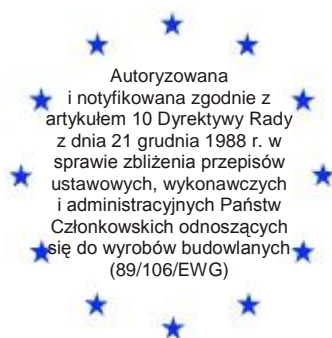 Autoryzowana
i notyfikowana zgodnie z
artykułem 10 Dyrektywy Rady
z dnia 21 grudnia 1988 r. w
sprawie zbliżenia przepisów
ustawowych, wykonawczych
i administracyjnych Państw
Członkowskich odnoszących
się do wyrobów budowlanych
(89/106/EWG)